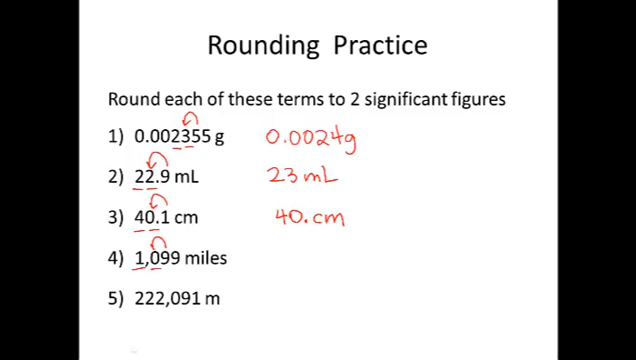 Rounding Practice
Round each of these terms to 2 significant figures
1) 0.002355 g 0.0024g
2) 22.9 mL 23 mL
3) 40.1 cm 40. cm
4) 1,099 miles
5) 222,091 m